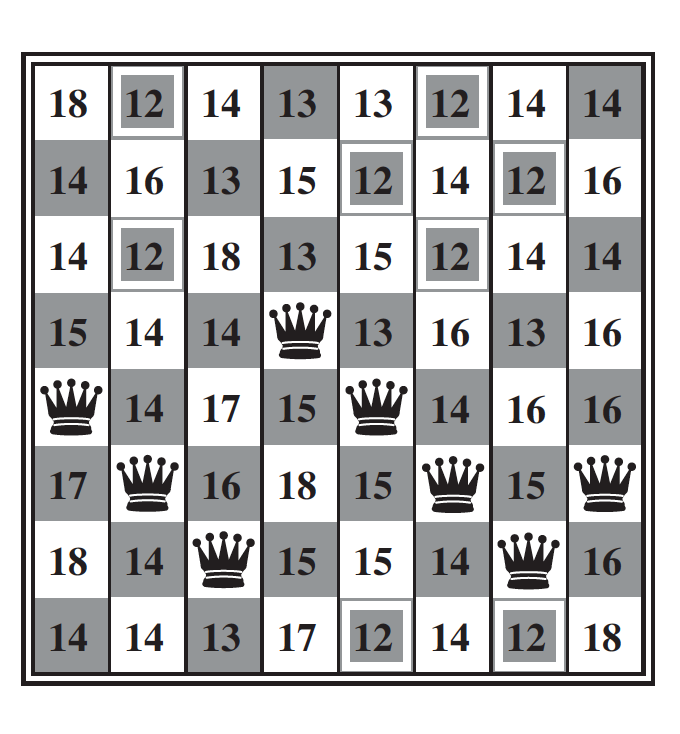 18 12 14 13 13 12 14 14
14 16 13 15 12 14 12 16
14 12 18 13 15 12 14 14
15 14 14 13 16 13 16
14 17 15 14 16 16
17 16 18 15 15
18 14 15 15 14 16
14 14 13 17 12 14 12 18